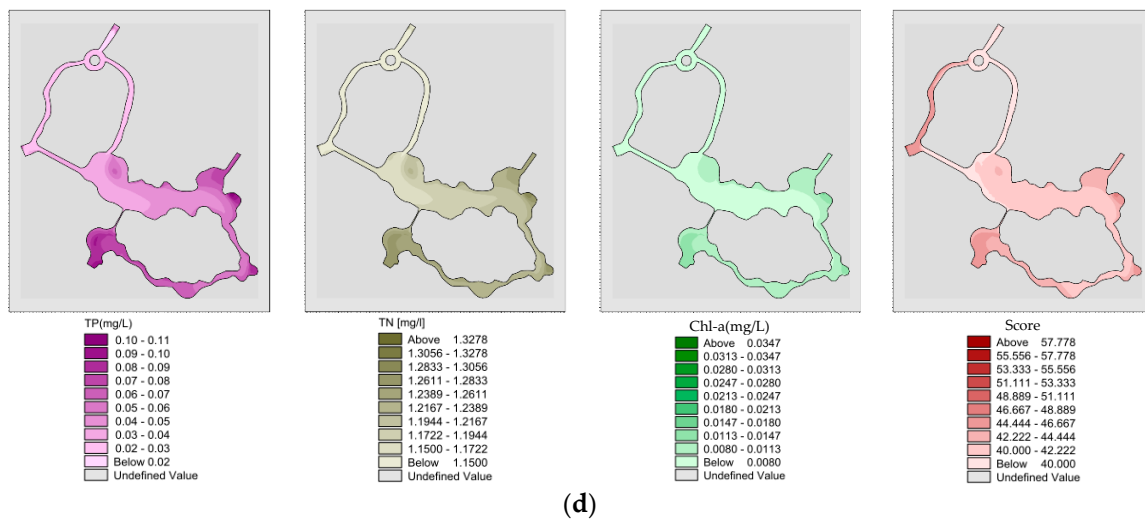 TP(mg/L)
0.10 - 0.11
0.09 - 0.10
0.08 - 0.09
0.07 - 0.08
0.06 - 0.07
0.05 - 0.06
0.04 - 0.05
0.03 - 0.04
0.02 - 0.03
Below 0.02
Undefined Value
TN [mg/l]
Above 1.3278
1.3056 - 1.3278
1.2833 - 1.3056
1.2611 - 1.2833
1.2389 - 1.2611
1.2167 - 1.2389
1.1944 - 1.2167
1.1722 - 1.1944
1.1500 - 1.1722
Below 1.1500
Undefined Value
Chl-a(mg/L)
Above 0.0347
0.0313 - 0.0347
0.0280 - 0.0313
0.0247 - 0.0280
0.0213 - 0.0247
0.0180 - 0.0213
0.0147 - 0.0180
0.0113 - 0.0147
0.0080 - 0.0113
Below 0.0080
Undefined Value
Score
Above 57.778
55.556 - 57.778
53.333 - 55.556
51.111 - 53.333
48.889 - 51.111
46.667 - 48.889
44.444 - 46.667
42.222 - 44.444
40.000 - 42.222
Below 40.000
Undefined Value
(d)